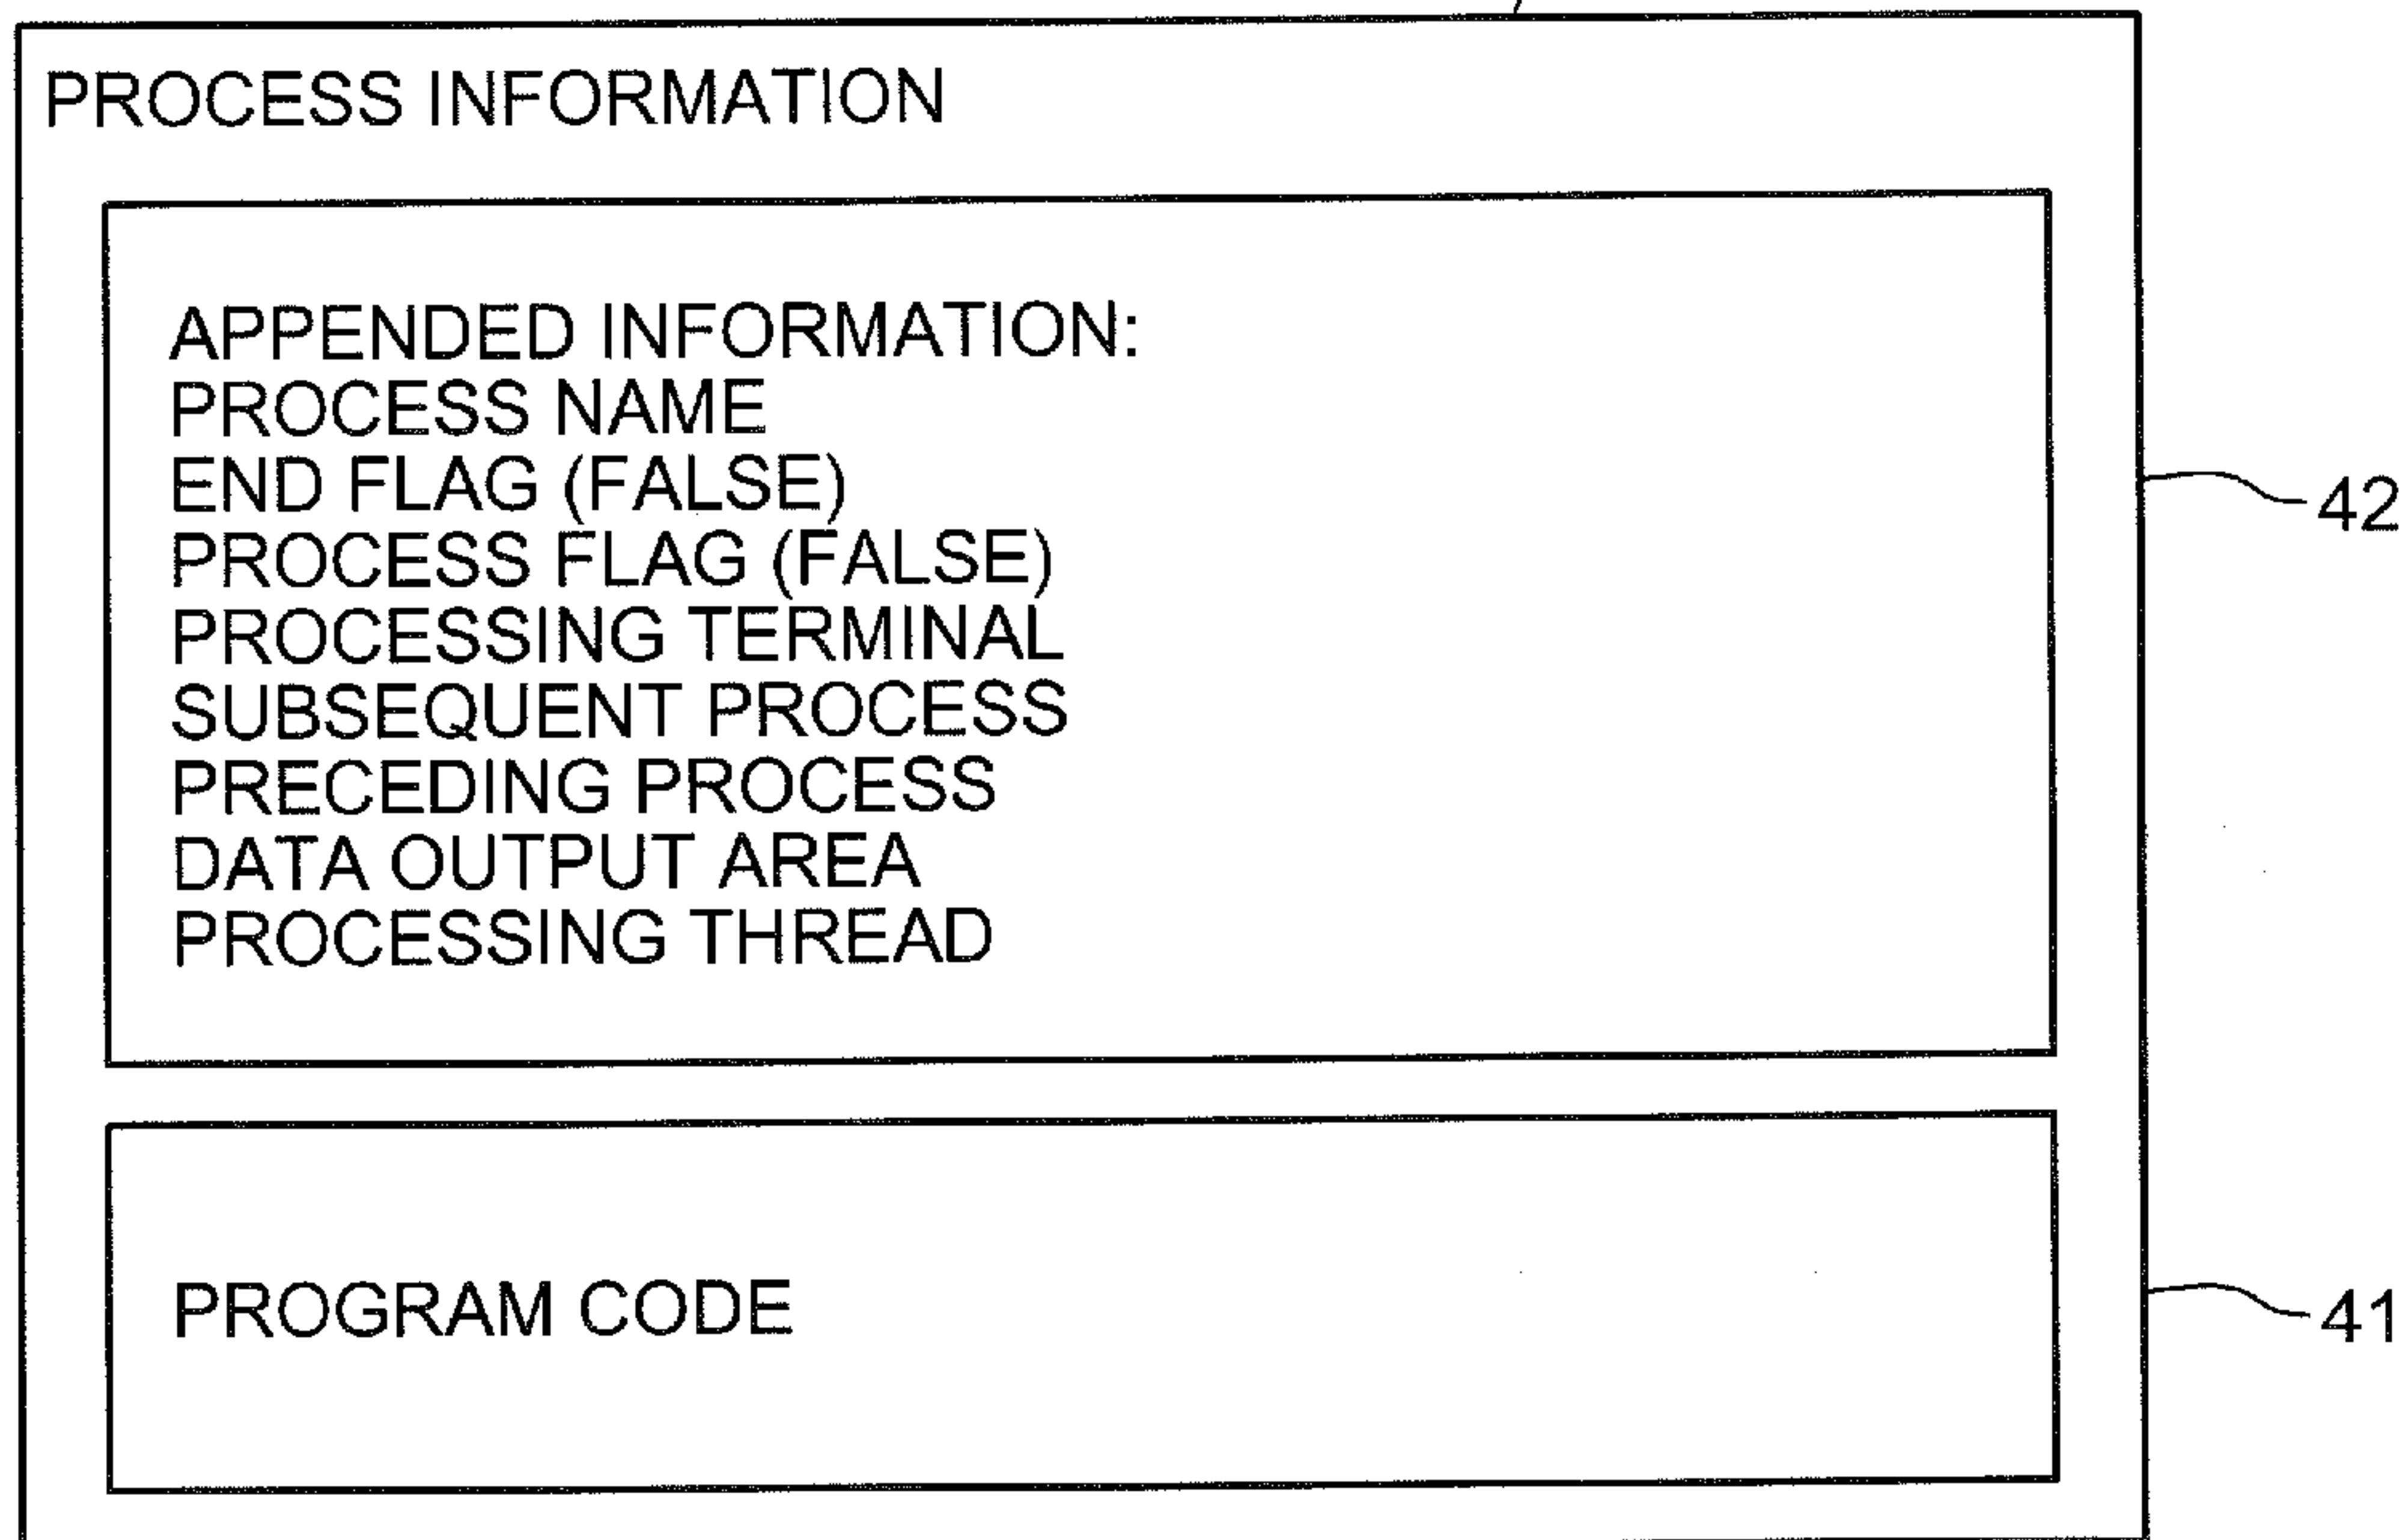 PROCESS INFORMATION
APPENDED INFORMATION:
PROCESS NAME
END FLAG (FALSE)
PROCESS FLAG (FALSE)
PROCESSING TERMINAL
SUBSEQUENT PROCESS
PRECEDING PROCESS
DATA OUTPUT AREA
PROCESSING THREAD
42
PROGRAM CODE
41